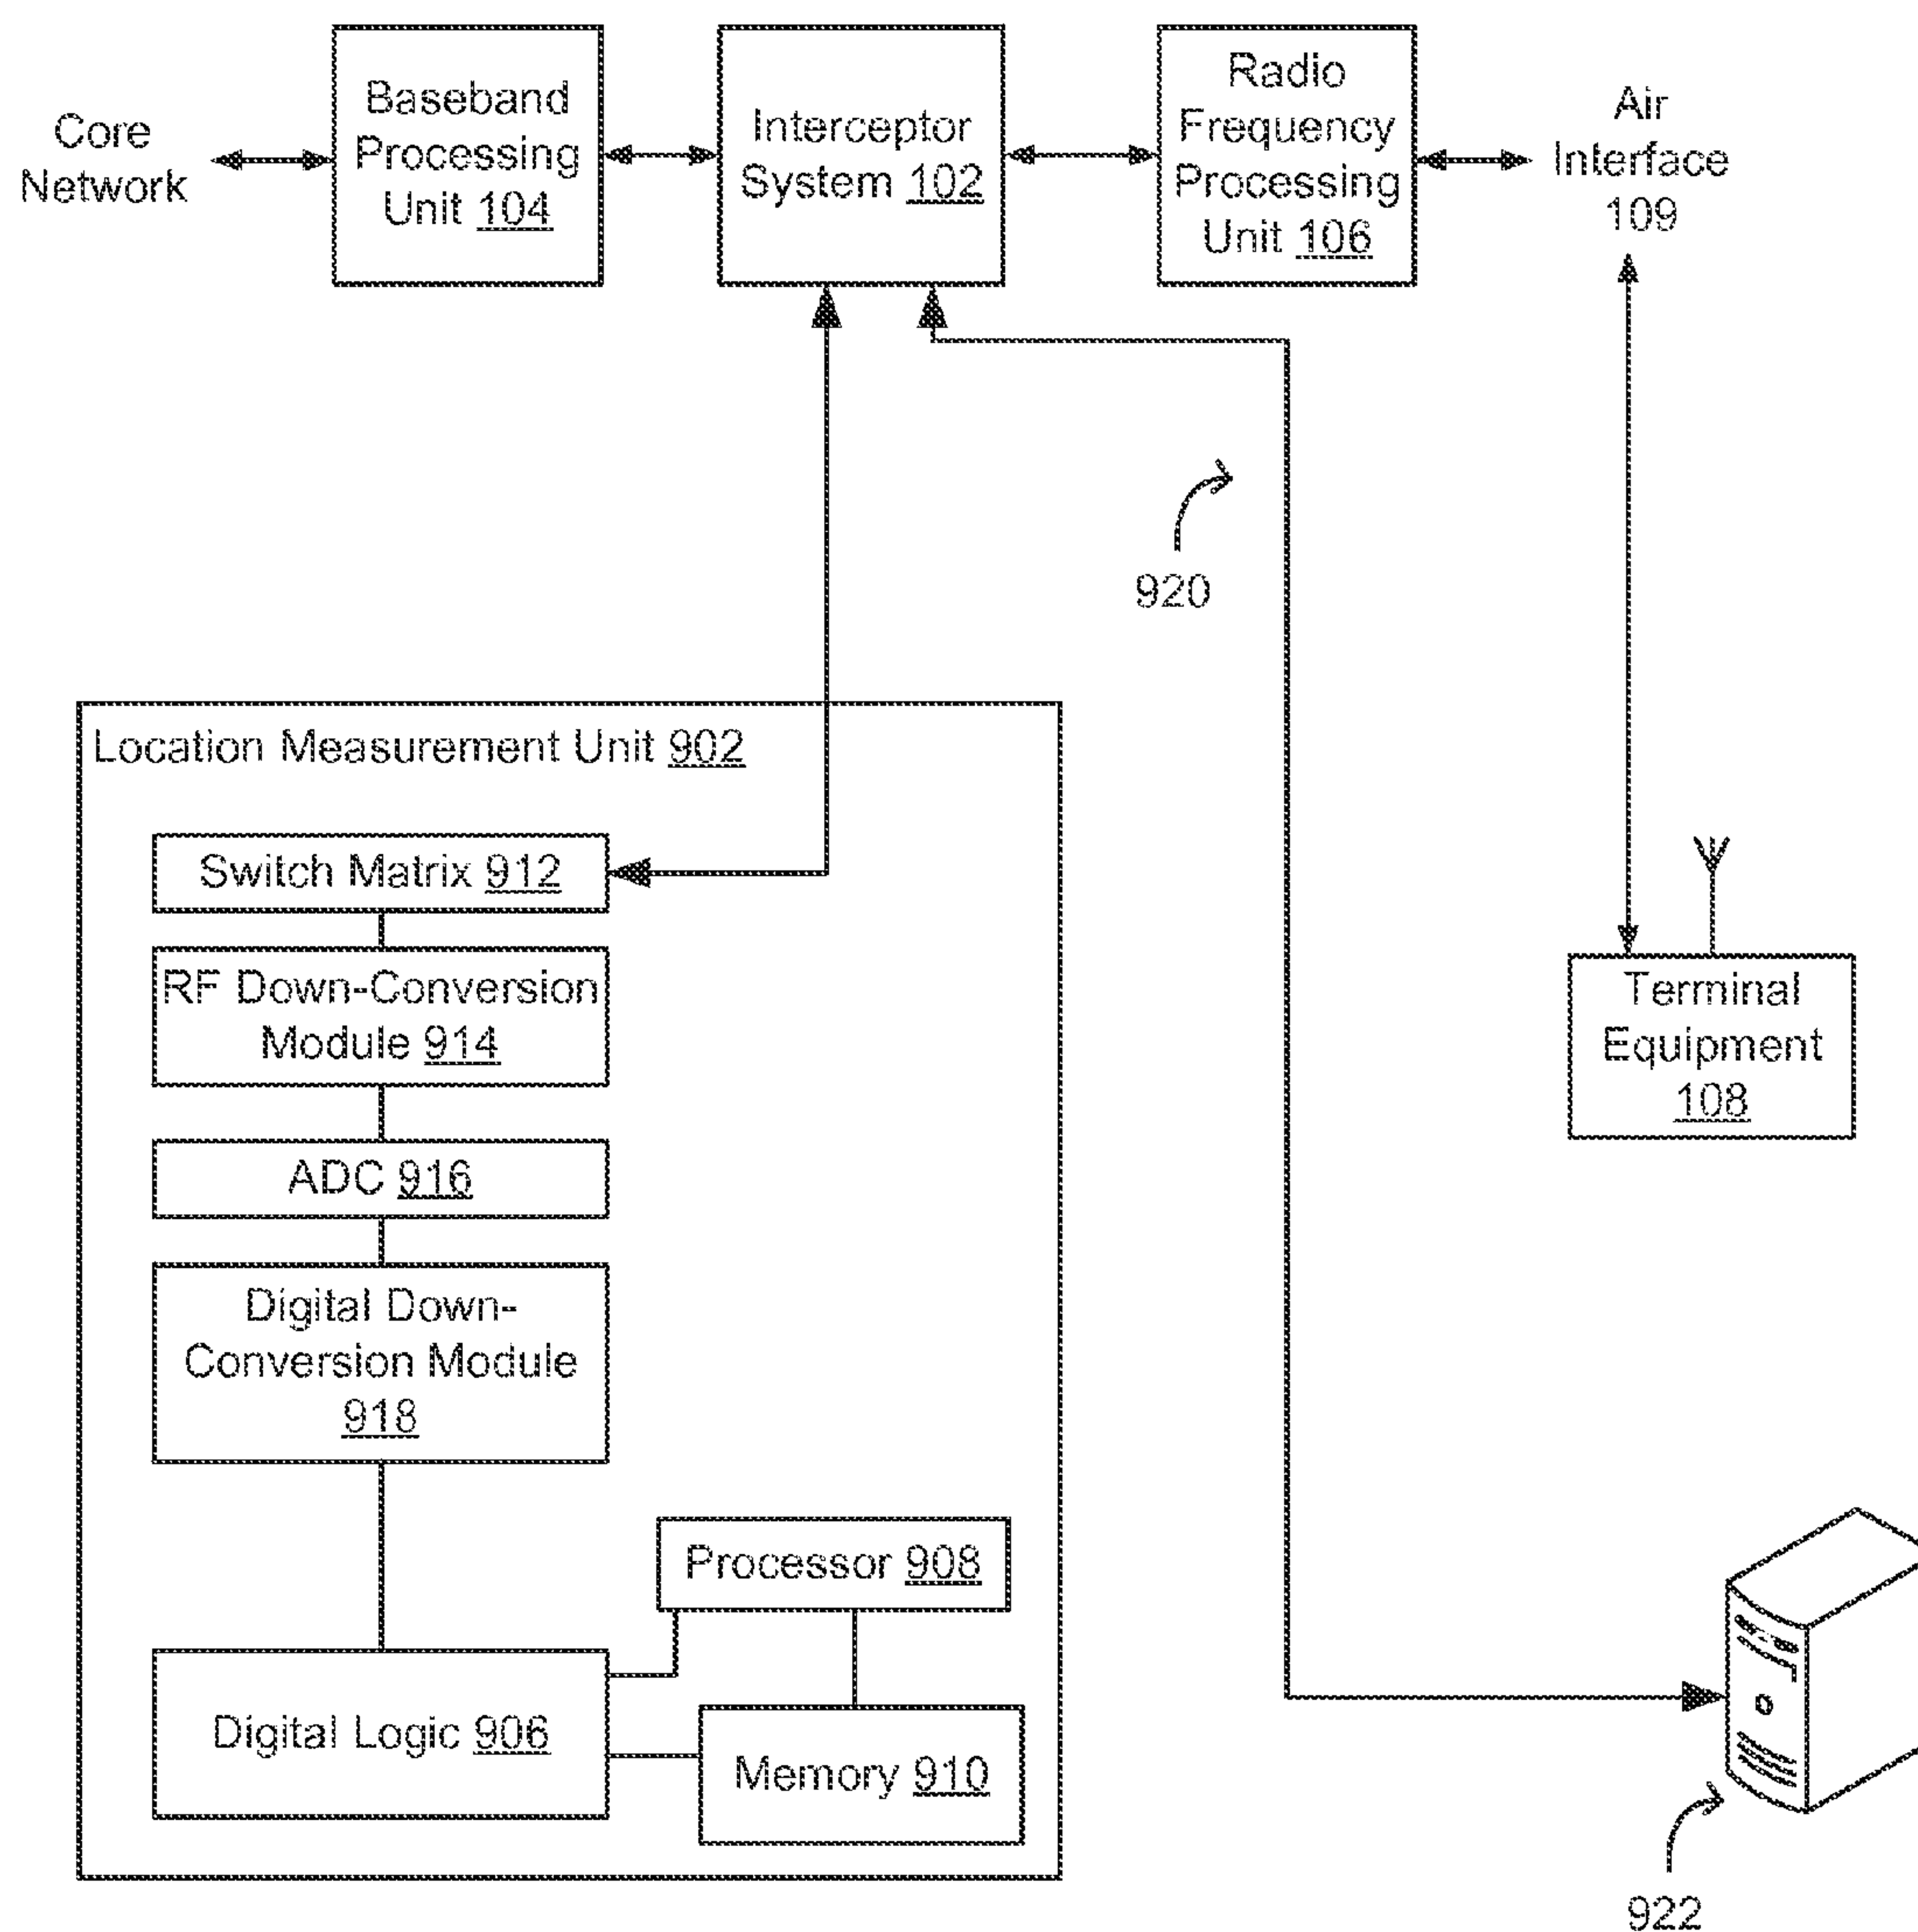 Core
Network
Baseband
Processing
Unit 104
Interceptor
System 102
Radio
Frequency
Processing
Unit 106
Air
Interface
109
920
Location Measurement Unit 902
Switch Matrix 912
RF Down-Conversion
Module 914
ADC 916
Digital Down-
Conversion Module
918
Processor 908
Digital Logic 906
Memory 910
Terminal
Equipment
108
922